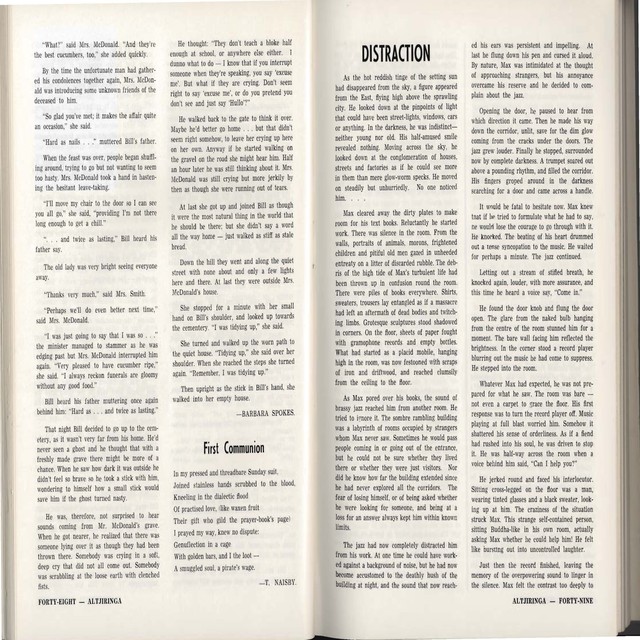 "What!" said Mrs. McDonald. "And they're
the best cucumbers, too," she added quickly.
By the time the unfortunate man had gather-
ed his condolences together again, Mrs. McDon-
ald was introducing some unknown friends of the
deceased to him.
"So glad you've met; it makes the affair quite
an occasion," she said.
"Hard as nails . . ." muttered Bill's father.
When the feast was over, people began shuffl-
ing around, trying to go but not wanting to seem
too hasty. Mrs. McDonald took a hand in hasten-
ing the hesitant leave-taking.
"I'll move my chair to the door so I can see
you all go," she said, "providing I'm not there
long enough to get a chill."
". . . and twice as lasting," Bill heard his
father say.
The old lady was very bright seeing everyone
away.
"Thanks very much," said Mrs. Smith.
"Perhaps we'll do even better next time,"
said Mrs. McDonald.
"I was just going to say that I was so . . ."
the minister managed to stammer as he was
edging past but Mrs. McDonald interrupted him
again. "Very pleased to have cucumber ripe,"
she said. "I always reckon funerals are gloomy
without any good food."
Bill heard his father muttering once again
behind him: "Hard as . . . and twice as lasting."
That night Bill decided to go up to the cem-
etery, as it wasn't very far from his home. He'd
never seen a ghost and he thought that with a
freshly made grave there might be more of a
chance. When he saw how dark it was outside he
didn't feel so brave so he took a stick with him,
wondering to himself how a small stick would
save him if the ghost turned nasty.
He was, therefore, not surprised to hear
sounds coming from Mr. McDonald's grave.
When he got nearer, he realized that there was
someone lying over it as though they had been
thrown there. Somebody was crying in a soft,
deep cry that did not all come out. Somebody
was scrabbling at the loose earth with clenched
fists.
FORTY-EIGHT — ALTJIRINGA
He thought: "They don't teach a bloke half
enough at school, or anywhere else either. I
dunno what to do — I know that if you interrupt
someone when they're speaking, you say 'excuse
me'. But what if they are crying. Don't seem
right to say 'excuse me', or do you pretend you
don't see and just say 'Hullo'?"
He walked back to the gate to think it over.
Maybe he'd better go home . . . but that didn't
seem right somehow, to leave her crying up here
on her own. Anyway if he started walking on
the gravel on the road she might hear him. Half
an hour later he was still thinking about it. Mrs.
McDonald was still crying but more jerkily by
then as though she were running out of tears.
At last she got up and joined Bill as though
it were the most natural thing in the world that
he should be there; but she didn't say a word
all the way home — just walked as stiff as stale
bread.
Down the hill they went and along the quiet
street with none about and only a few lights
here and there. At last they were outside Mrs.
McDonald's house.
She stopped for a minute with her small
hand on Bill's shoulder, and looked up towards
the cemetery. "I was tidying up," she said.
She turned and walked up the worn path to
the quiet house. "Tidying up," she said over her
shoulder. When she reached the steps she turned
again. "Remember, I was tidying up."
Then upright as the stick in Bill's hand, she
walked into her empty house.
—BARBARA SPOKES.
First Communion
In my pressed and threadbare Sunday suit,
Joined stainless hands scrubbed to the blood,
Kneeling in the dialectic flood
Of practised love, (like waxen fruit
Their gift who gild the prayer-book's page)
I prayed my way, knew no dispute:
Genuflection in a cage
With golden bars, and I the loot —
A smuggled soul, a pirate's wage.
—T. NAISBY.
DISTRACTION
As the hot reddish tinge of the setting sun
had disappeared from the sky, a figure appeared
from the East, flying high above the sprawling
city. He looked down at the pinpoints of light
that could have been street-lights, windows, cars
or anything. In the darkness, he was indistinct—
neither young nor old. His half-amused smile
revealed nothing. Moving across the sky, he
looked down at the conglomeration of houses,
streets and factories as if he could see more
in them than mere glow-worm specks. He moved
on steadily but unhurriedly. No one noticed
him. . . .
Max cleared away the dirty plates to make
room for his text books. Reluctantly he started
work. There was silence in the room. From the
walls, portraits of animals, morons, frightened
children and pitiful old men gazed in unheeded
entreaty on a litter of discarded rubble. The deb-
ris of the high tide of Max's turbulent life had
been thrown up in confusion round the room.
There were piles of books everywhere. Shirts,
sweaters, trousers lay entangled as if a massacre
had left an aftermath of dead bodies and twitch-
ing limbs. Grotesque sculptures stood shadowed
in corners. On the floor, sheets of paper fought
with gramophone records and empty bottles.
What had started as a placid mobile, hanging
high in the room, was now festooned with scraps
of iron and driftwood, and reached clumsily
from the ceiling to the floor.
As Max pored over his books, the sound of
brassy jazz reached him from another room. He
tried to ignore it. The sombre rambling building
was a labyrinth of rooms occupied by strangers
whom Max never saw. Sometimes he would pass
people coming in or going out of the entrance,
but he could not be sure whether they lived
there or whether they were just visitors. Nor
did he know how far the building extended since
he had never explored all the corridors. The
fear of losing himself, or of being asked whether
he were looking for someone, and being at a
loss for an answer always kept him within known
limits.
The jazz had now completely distracted him
from his work. At one time he could have work-
ed against a background of noise, but he had now
become accustomed to the deathly hush of the
building at night, and the sound that now reach-
ed his ears was persistent and impelling. At
last he flung down his pen and cursed it aloud.
By nature, Max was intimidated at the thought
of approaching strangers, but his annoyance
overcame his reserve and he decided to com-
plain about the jazz.
Opening the door, he paused to hear from
which direction it came. Then he made his way
down the corridor, unlit, save for the dim glow
coming from the cracks under the doors. The
jazz grew louder. Finally he stopped, surrounded
now by complete darkness. A trumpet soared out
above a pounding rhythm, and filled the corridor.
His fingers groped around in the darkness
searching for a door and came across a handle.
It would be fatal to hesitate now. Max knew
that if he tried to formulate what he had to say,
he would lose the courage to go through with it.
He knocked. The beating of his heart drummed
out a tense syncopation to the music. He waited
for perhaps a minute. The jazz continued.
Letting out a stream of stifled breath, he
knocked again, louder, with more assurance, and
this time he heard a voice say, "Come in."
He found the door knob and flung the door
open. The glare from the naked bulb hanging
from the centre of the room stunned him for a
moment. The bare wall facing him reflected the
brightness. In the corner stood a record player
blurring out the music he had come to suppress.
He stepped into the room.
Whatever Max had expected, he was not pre-
pared for what he saw. The room was bare —
not even a carpet to grace the floor. His first
response was to turn the record player off. Music
playing at full blast worried him. Somehow it
shattered his sense of orderliness. As if a fiend
had rushed into his soul, he was driven to stop
it. He was half-way across the room when a
voice behind him said, "Can I help you?"
He jerked round and faced his interlocutor.
Sitting cross-legged on the floor was a man,
wearing tinted glasses and a black sweater, look-
ing up at him. The craziness of the situation
struck Max. This strange self-contained person,
sitting Buddha-like in his own room, actually
asking Max whether he could help him! He felt
like bursting out into uncontrolled laughter.
Just then the record finished, leaving the
memory of the overpowering sound to linger in
the silence. Max felt the contrast too deeply to
ALTJIRINGA — FORTY-NINE